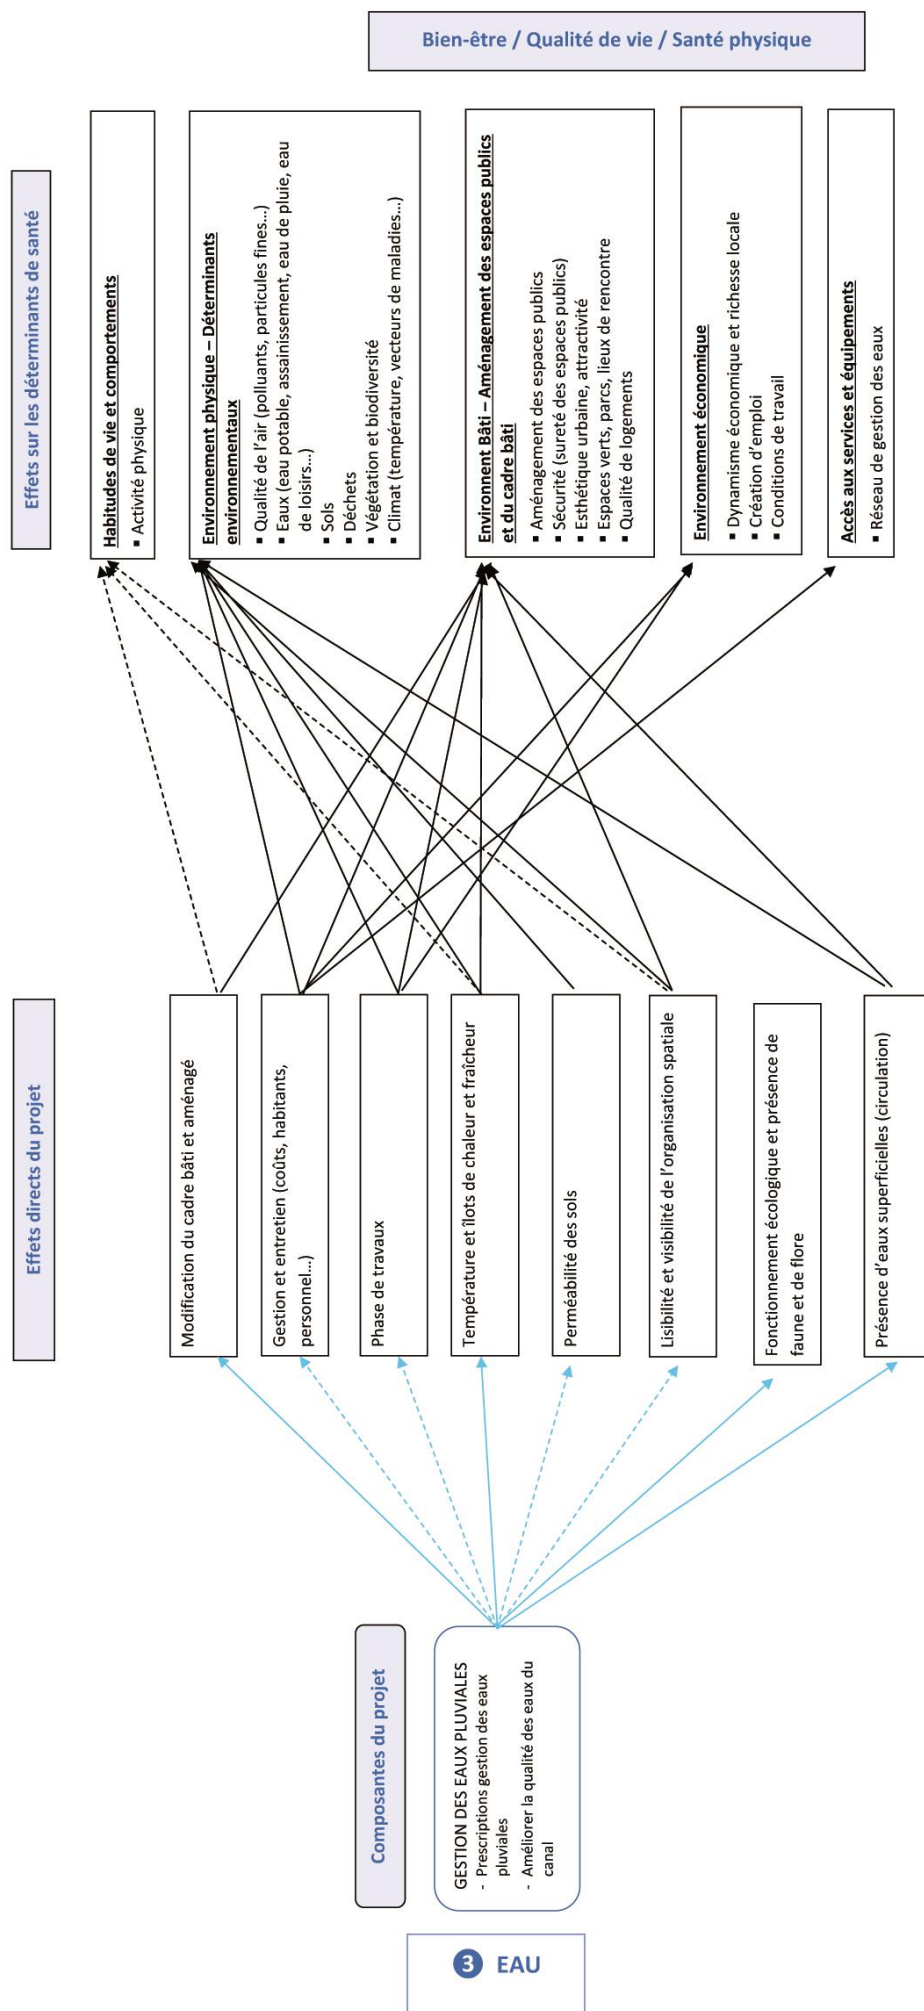 3 EAU
Composantes du projet
GESTION DES EAUX PLUVIALES
- Prescriptions gestion des eaux
pluviales
- Améliorer la qualité des eaux du
canal
Effets directs du projet
Modification du cadre bâti et aménagé
Gestion et entretien (coûts, habitants,
personnel...)
Phase de travaux
Température et îlots de chaleur et fraîcheur
Perméabilité des sols
Lisibilité et visibilité de l'organisation spatiale
Fonctionnement écologique et présence de
faune et de flore
Présence d'eaux superficielles (circulation)
Effets sur les déterminants de santé
Habitudes de vie et comportements
▪ Activité physique
Environnement physique – Déterminants
environnementaux
▪ Qualité de l'air (polluants, particules fines...)
▪ Eaux (eau potable, assainissement, eau de pluie, eau
de loisirs...)
▪ Sols
▪ Déchets
▪ Végétation et biodiversité
▪ Climat (température, vecteurs de maladies...)
Environnent Bâti – Aménagement des espaces publics
et du cadre bâti
▪ Aménagement des espaces publics
▪ Sécurité (sureté des espaces publics)
▪ Esthétique urbaine, attractivité
▪ Espaces verts, parcs, lieux de rencontre
▪ Qualité de logements
Environnement économique
▪ Dynamisme économique et richesse locale
▪ Création d'emploi
▪ Conditions de travail
Accès aux services et équipements
▪ Réseau de gestion des eaux
Bien-être / Qualité de vie / Santé physique